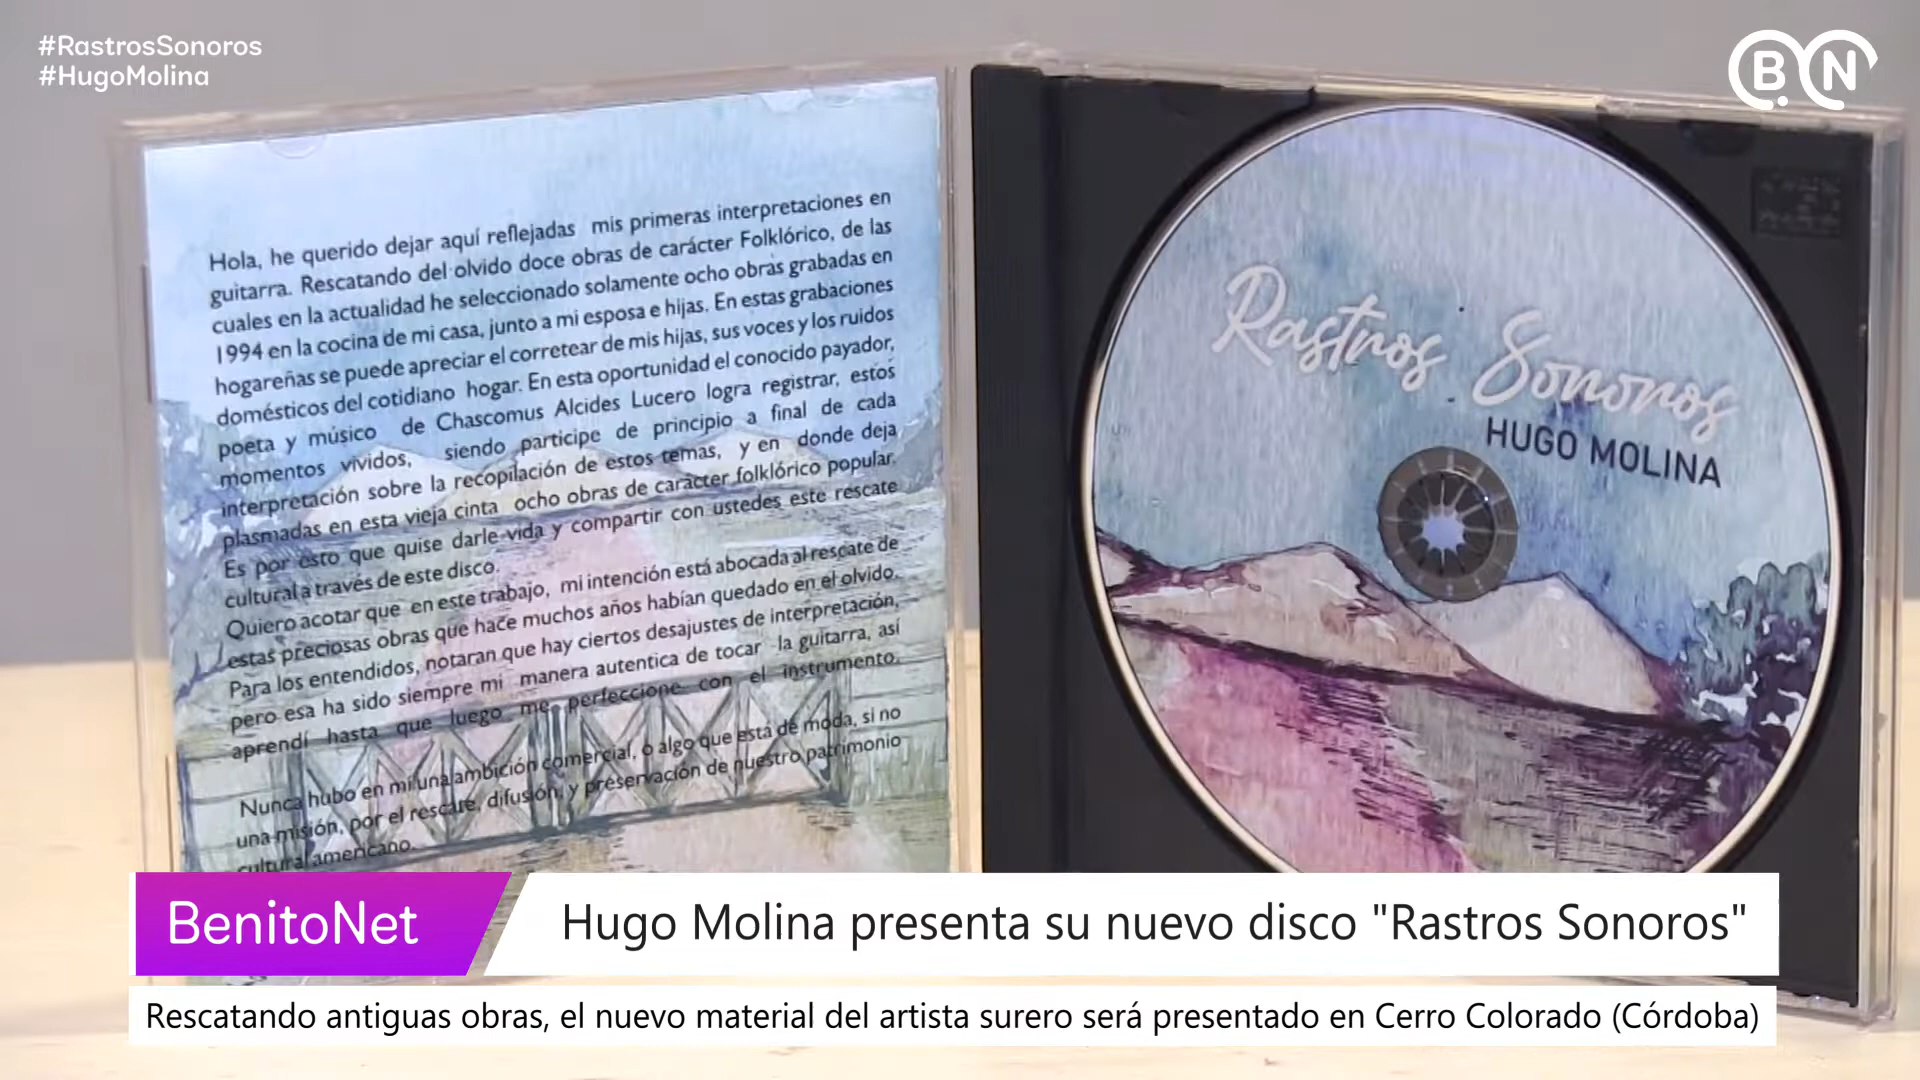 #RastrosSonoros
#HugoMolina
BN
Hola, he querido dejar aquí reflejadas mis primeras interpretaciones en
guitarra. Rescatando del olvido doce obras de carácter Folklórico, de las
cuales en la actualidad he seleccionado solamente ocho obras grabadas en
1994 en la cocina de mi casa, junto a mi esposa e hijas. En estas grabaciones
hogareñas se puede apreciar el corretear de mis hijas, sus voces y los ruidos
domésticos del cotidiano hogar. En esta oportunidad el conocido payador,
poeta y músico de Chascomus Alcides Lucero logra registrar, estos
momentos vividos, siendo participe de principio a final de cada
interpretación sobre la recopilación de estos temas, y en donde deja
plasmadas en esta vieja cinta ocho obras de carácter folklórico popular.
Es por esto que quise darle vida y compartir con ustedes este rescate
cultural a través de este disco.
Quiero acotar que en este trabajo, mi intención está abocada al rescate de
estas preciosas obras que hace muchos años habían quedado en el olvido.
Para los entendidos, notaran que hay ciertos desajustes de interpretación,
pero esa ha sido siempre mi manera autentica de tocar la guitarra, así
aprendí hasta que luego me perfeccione con el instrumento.
Nunca hubo en mi una ambición comercial, o algo que está de moda, si no
una misión, por el rescate, difusión, y preservación de nuestro patrimonio
cultural americano.
Rastros Sonoros
HUGO MOLINA
BenitoNet
Hugo Molina presenta su nuevo disco "Rastros Sonoros"
Rescatando antiguas obras, el nuevo material del artista surero será presentado en Cerro Colorado (Córdoba)